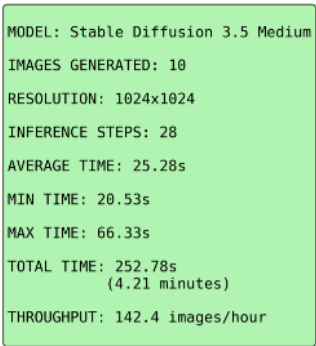 MODEL: Stable Diffusion 3.5 Medium
IMAGES GENERATED: 10
RESOLUTION: 1024x1024
INFERENCE STEPS: 28
AVERAGE TIME: 25.28s
MIN TIME: 20.53s
MAX TIME: 66.33s
TOTAL TIME: 252.78s
(4.21 minutes)
THROUGHPUT: 142.4 images/hour